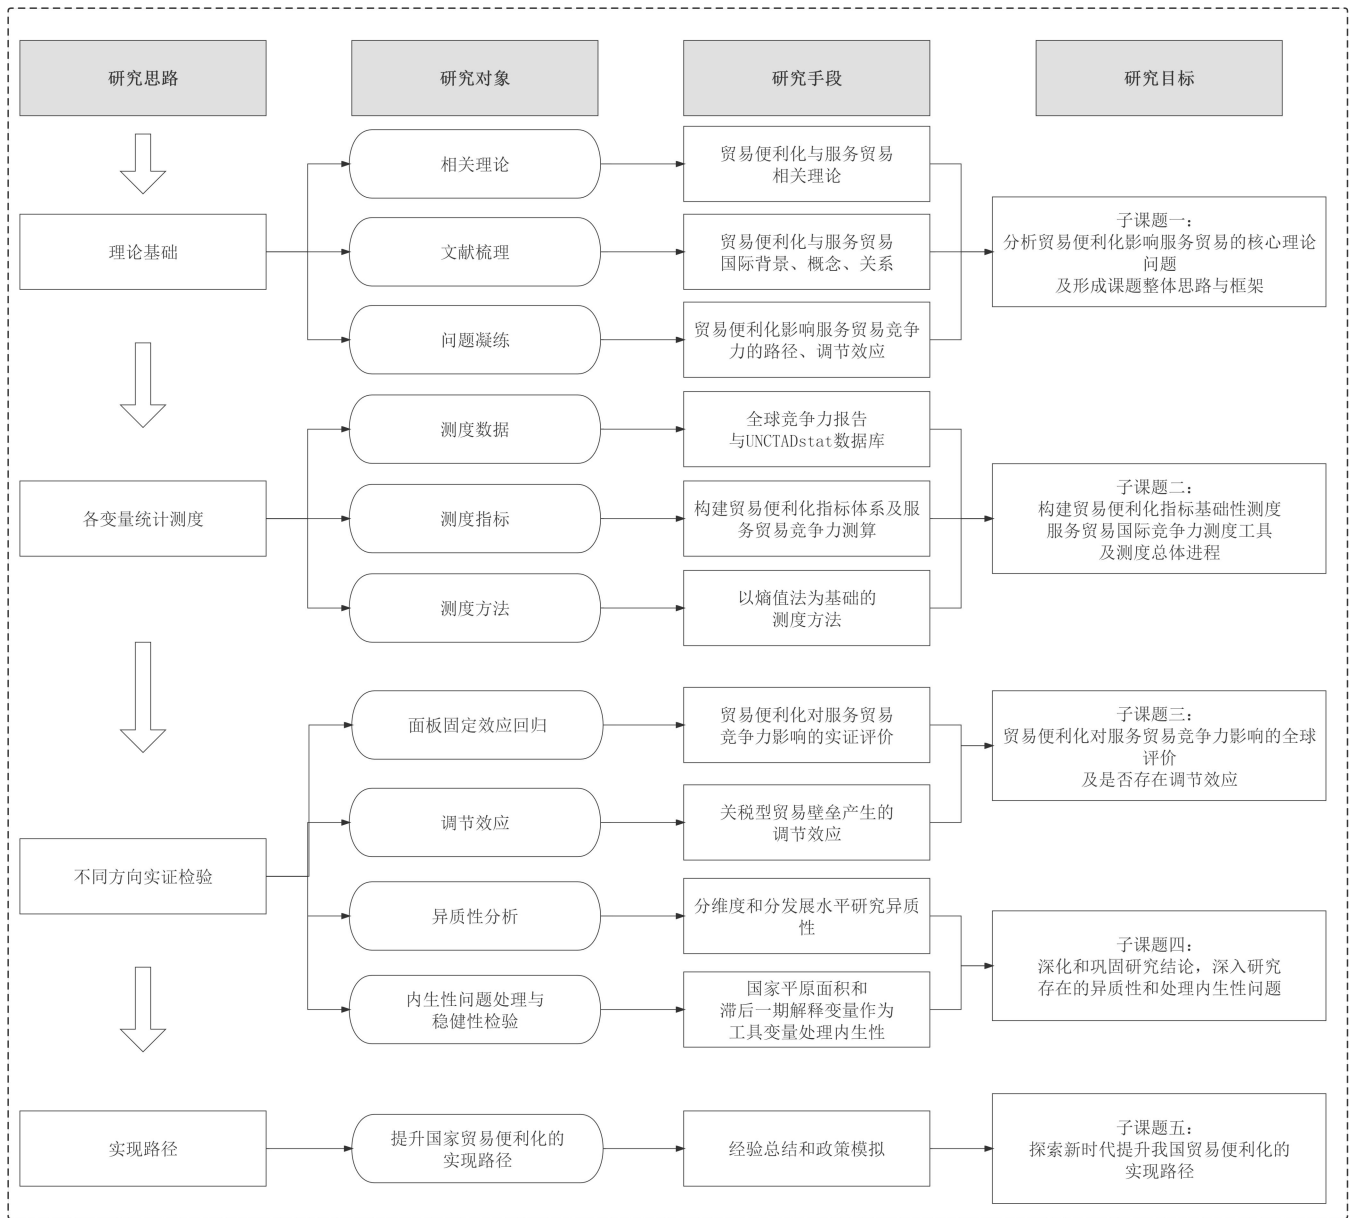 研究思路
研究对象
研究手段
研究目标
相关理论
贸易便利化与服务贸易
相关理论
理论基础
文献梳理
贸易便利化与服务贸易
国际背景、概念、关系
子课题一：
分析贸易便利化影响服务贸易的核心理论
问题
及形成课题整体思路与框架
问题凝练
贸易便利化影响服务贸易竞争
力的路径、调节效应
测度数据
全球竞争力报告
与UNCTADstat数据库
各变量统计测度
测度指标
构建贸易便利化指标体系及服
务贸易竞争力测算
子课题二：
构建贸易便利化指标基础性测度
服务贸易国际竞争力测度工具
及测度总体进程
测度方法
以熵值法为基础的
测度方法
面板固定效应回归
贸易便利化对服务贸易
竞争力影响的实证评价
子课题三：
贸易便利化对服务贸易竞争力影响的全球
评价
及是否存在调节效应
调节效应
关税型贸易壁垒产生的
调节效应
不同方向实证检验
异质性分析
分维度和分发展水平研究异质
性
子课题四：
深化和巩固研究结论，深入研究
存在的异质性和处理内生性问题
内生性问题处理与
稳健性检验
国家平原面积和
滞后一期解释变量作为
工具变量处理内生性
实现路径
提升国家贸易便利化的
实现路径
经验总结和政策模拟
子课题五：
探索新时代提升我国贸易便利化的
实现路径